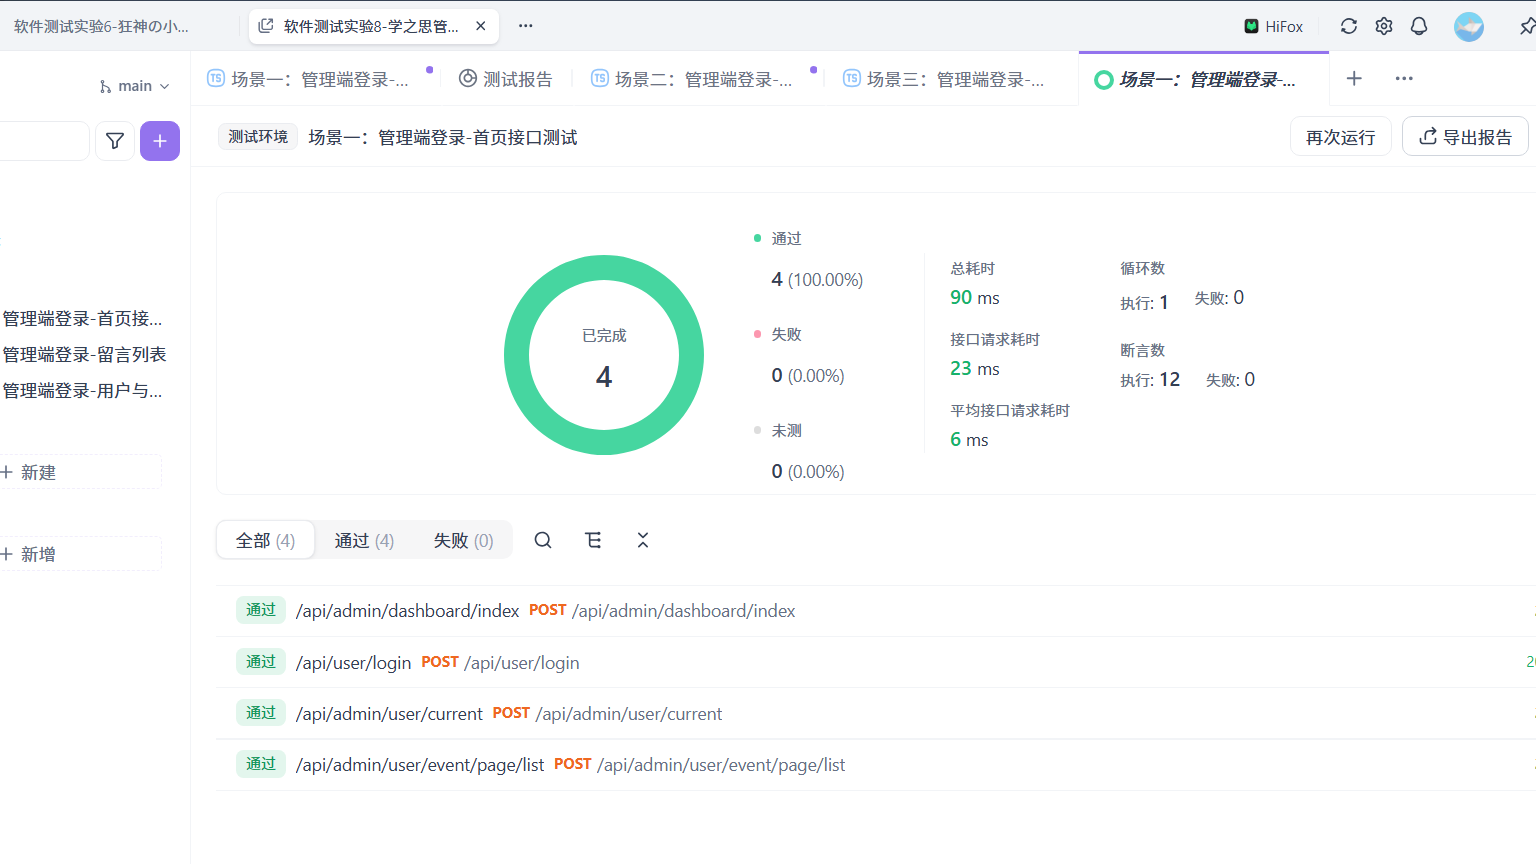 软件测试实验6-狂神の小...
软件测试实验8-学之思管...
HiFox
main
场景一：管理端登录-...
测试报告
场景二：管理端登录-...
场景三：管理端登录-...
场景一：管理端登录-...
测试环境 场景一：管理端登录-首页接口测试
再次运行
导出报告
管理端登录-首页接...
管理端登录-留言列表
管理端登录-用户与...
新建
新增
已完成
4
通过
4 (100.00%)
失败
0 (0.00%)
未测
0 (0.00%)
总耗时
90 ms
接口请求耗时
23 ms
平均接口请求耗时
6 ms
循环数
执行: 1 失败: 0
断言数
执行: 12 失败: 0
全部 (4) 通过 (4) 失败 (0)
通过 /api/admin/dashboard/index POST /api/admin/dashboard/index
通过 /api/user/login POST /api/user/login
通过 /api/admin/user/current POST /api/admin/user/current
通过 /api/admin/user/event/page/list POST /api/admin/user/event/page/list